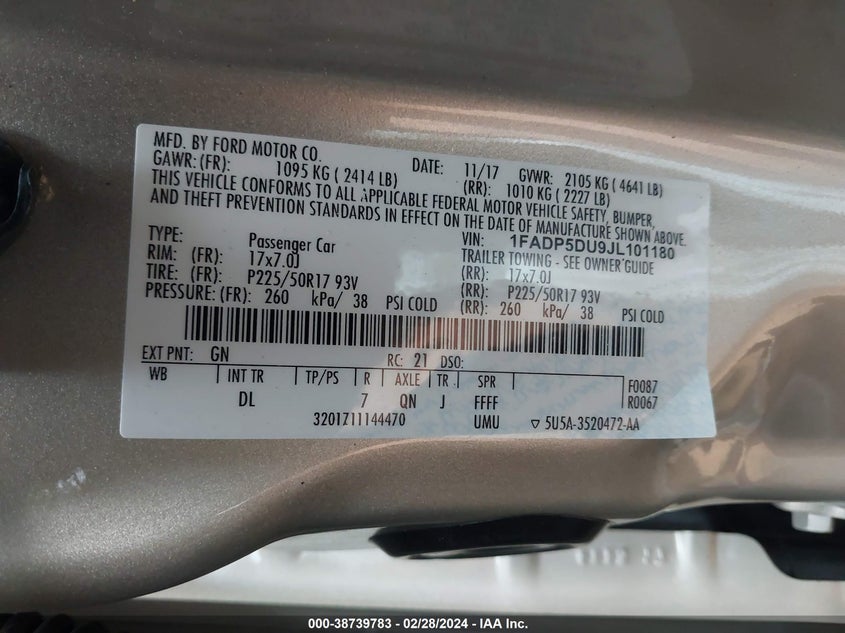 MFD. BY FORD MOTOR CO.
DATE: 11/17 GVWR: 2105 KG ( 4641 LB)
GAWR:(FR): 1095 KG ( 2414 LB) (RR): 1010 KG ( 2227 LB)
THIS VEHICLE CONFORMS TO ALL APPLICABLE FEDERAL MOTOR VEHICLE SAFETY, BUMPER,
AND THEFT PREVENTION STANDARDS IN EFFECT ON THE DATE OF MANUFACTURE SHOWN ABOVE.
VIN: 1FADP5DU9JL101180
TYPE: Passenger Car TRAILER TOWING - SEE OWNER GUIDE
RIM: (FR): 17x7.0J (RR): 17x7.0J
TIRE: (FR): P225/50R17 93V (RR): P225/50R17 93V
PRESSURE: (FR): 260 kPa/ 38 PSI COLD (RR): 260 kPa/ 38 PSI COLD
EXT PNT: GN RC: 21 DSO:
WB INT TR TP/PS R AXLE TR SPR F0087
DL 7 QN J FFFF R0067
320171114447​0 UMU ▽ 5U5A-3520472-AA
000-38739783 - 02/28/2024 - IAA Inc.